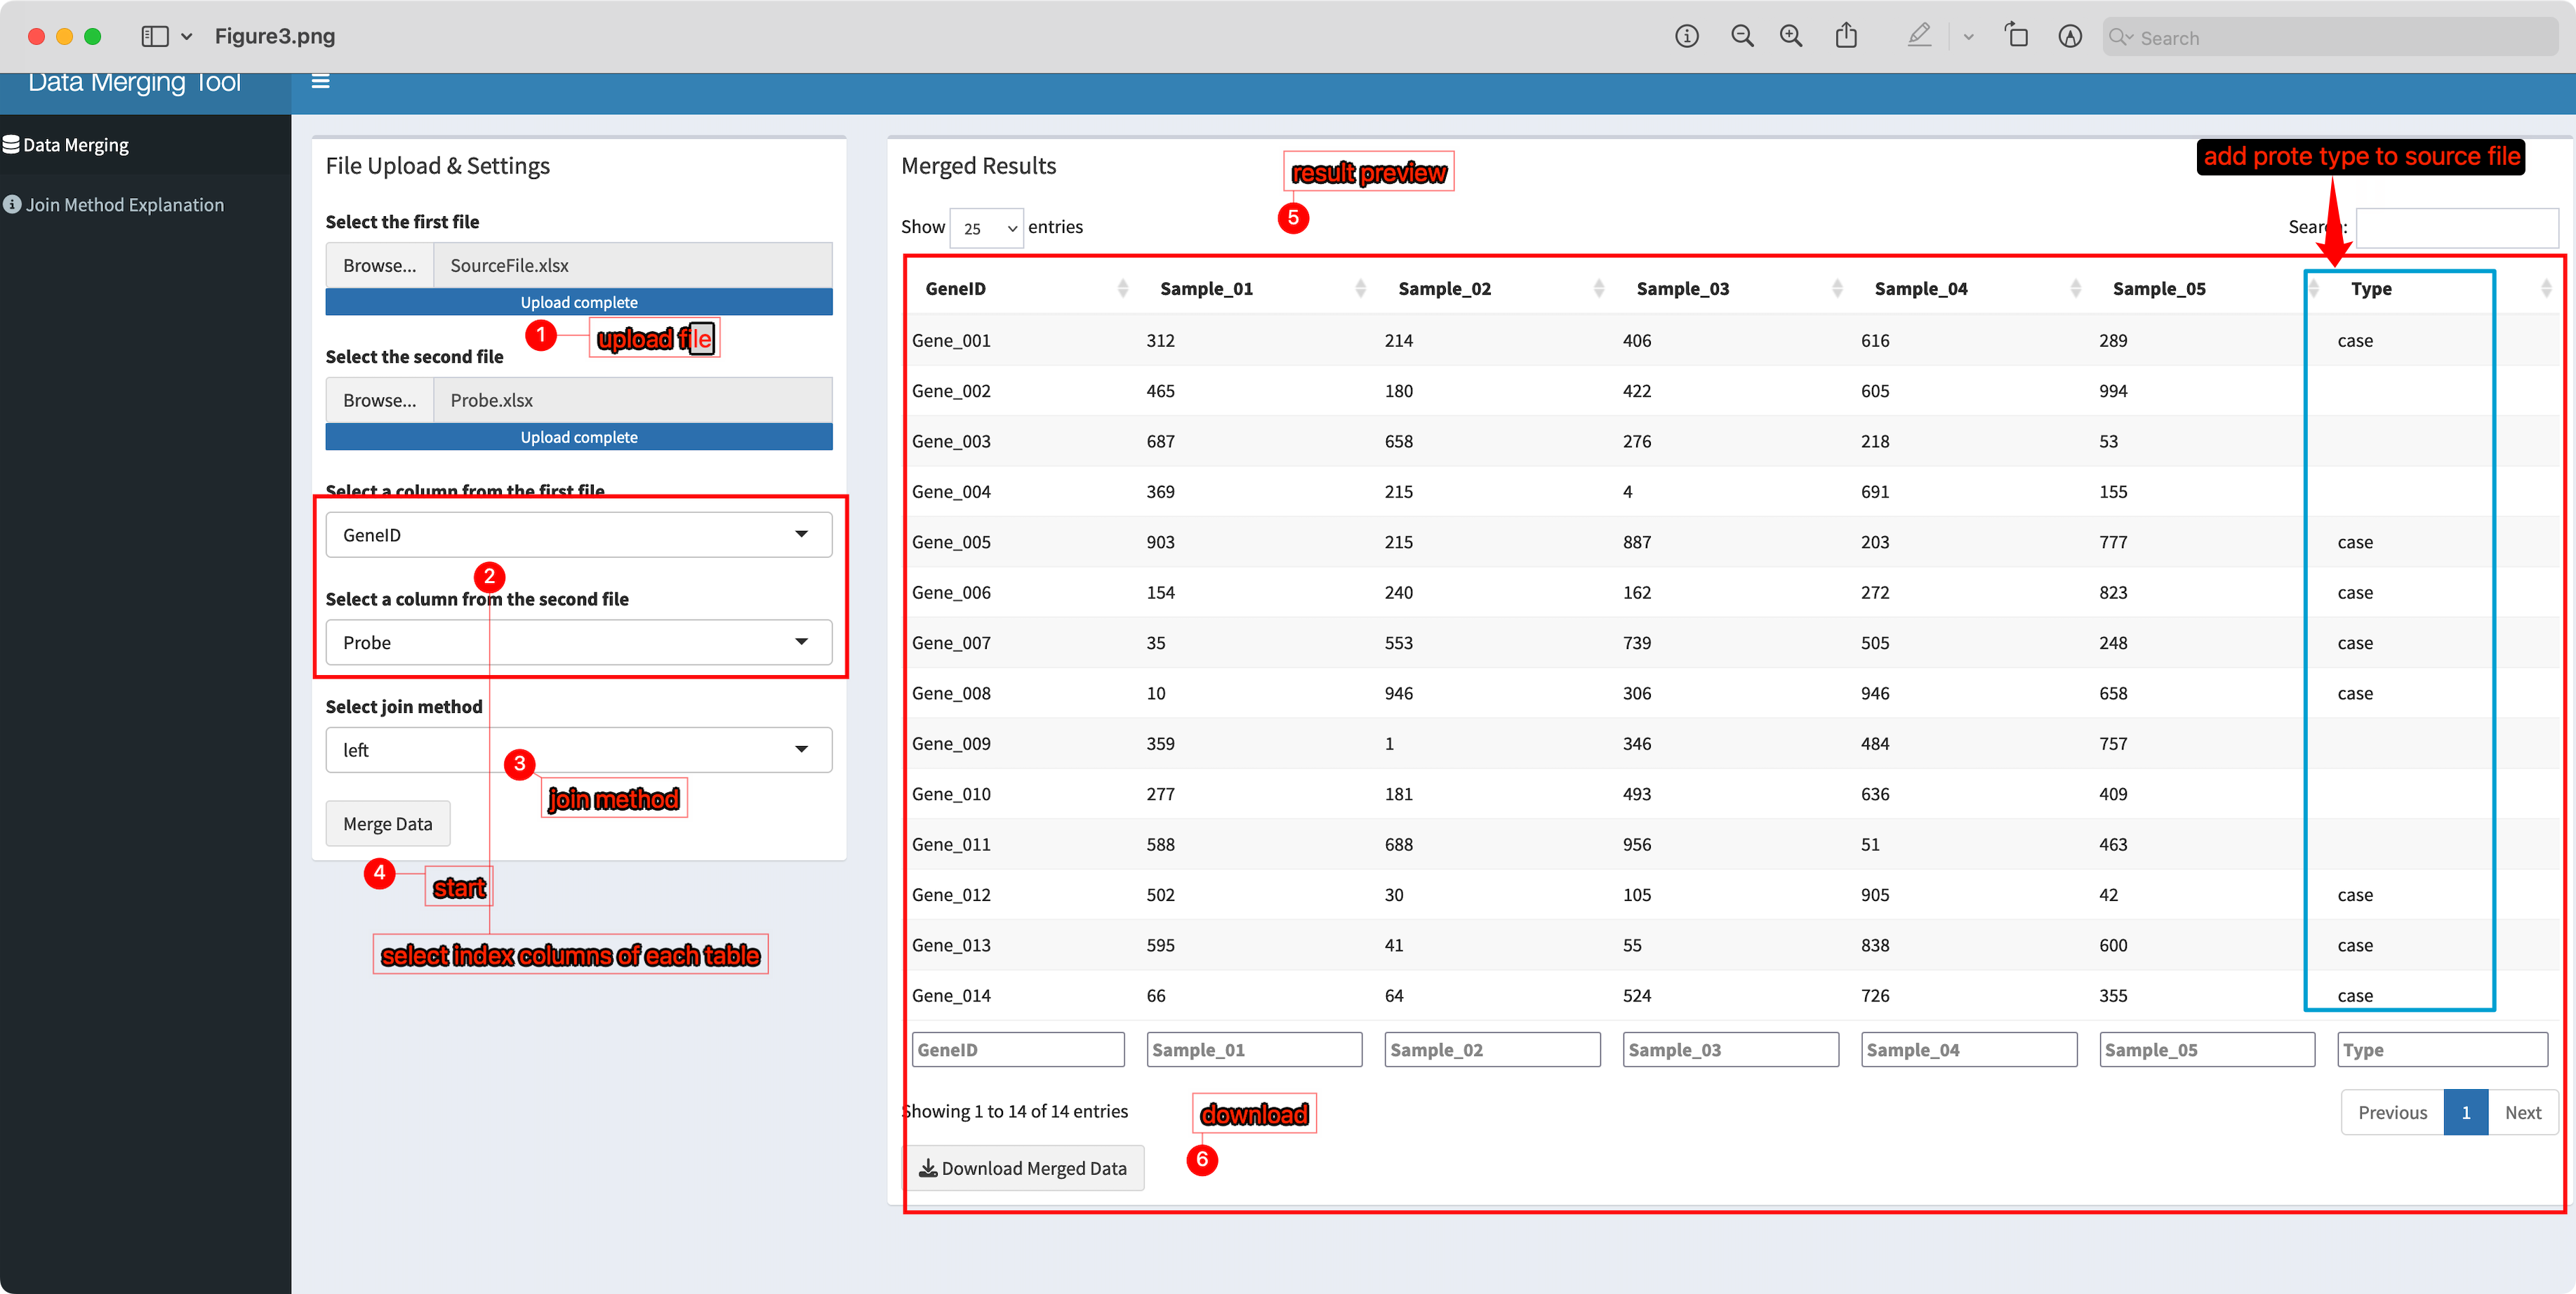 Figure3.png
Search
Data Merging Tool
Data Merging
Join Method Explanation
File Upload & Settings
Select the first file
Browse... SourceFile.xlsx
Upload complete
1 upload file
Select the second file
Browse... Probe.xlsx
Upload complete
Select a column from the first file
GeneID
2
Select a column from the second file
Probe
Select join method
left
3
join method
Merge Data
4
start
select index columns of each table
Merged Results
result preview
5
add prote type to source file
Show 25 entries
Search:
GeneID Sample_01 Sample_02 Sample_03 Sample_04 Sample_05 Type
Gene_001 312 214 406 616 289 case
Gene_002 465 180 422 605 994
Gene_003 687 658 276 218 53
Gene_004 369 215 4 691 155
Gene_005 903 215 887 203 777 case
Gene_006 154 240 162 272 823 case
Gene_007 35 553 739 505 248 case
Gene_008 10 946 306 946 658 case
Gene_009 359 1 346 484 757
Gene_010 277 181 493 636 409
Gene_011 588 688 956 51 463
Gene_012 502 30 105 905 42 case
Gene_013 595 41 55 838 600 case
Gene_014 66 64 524 726 355 case
GeneID Sample_01 Sample_02 Sample_03 Sample_04 Sample_05 Type
Showing 1 to 14 of 14 entries
download
Previous 1 Next
6
Download Merged Data